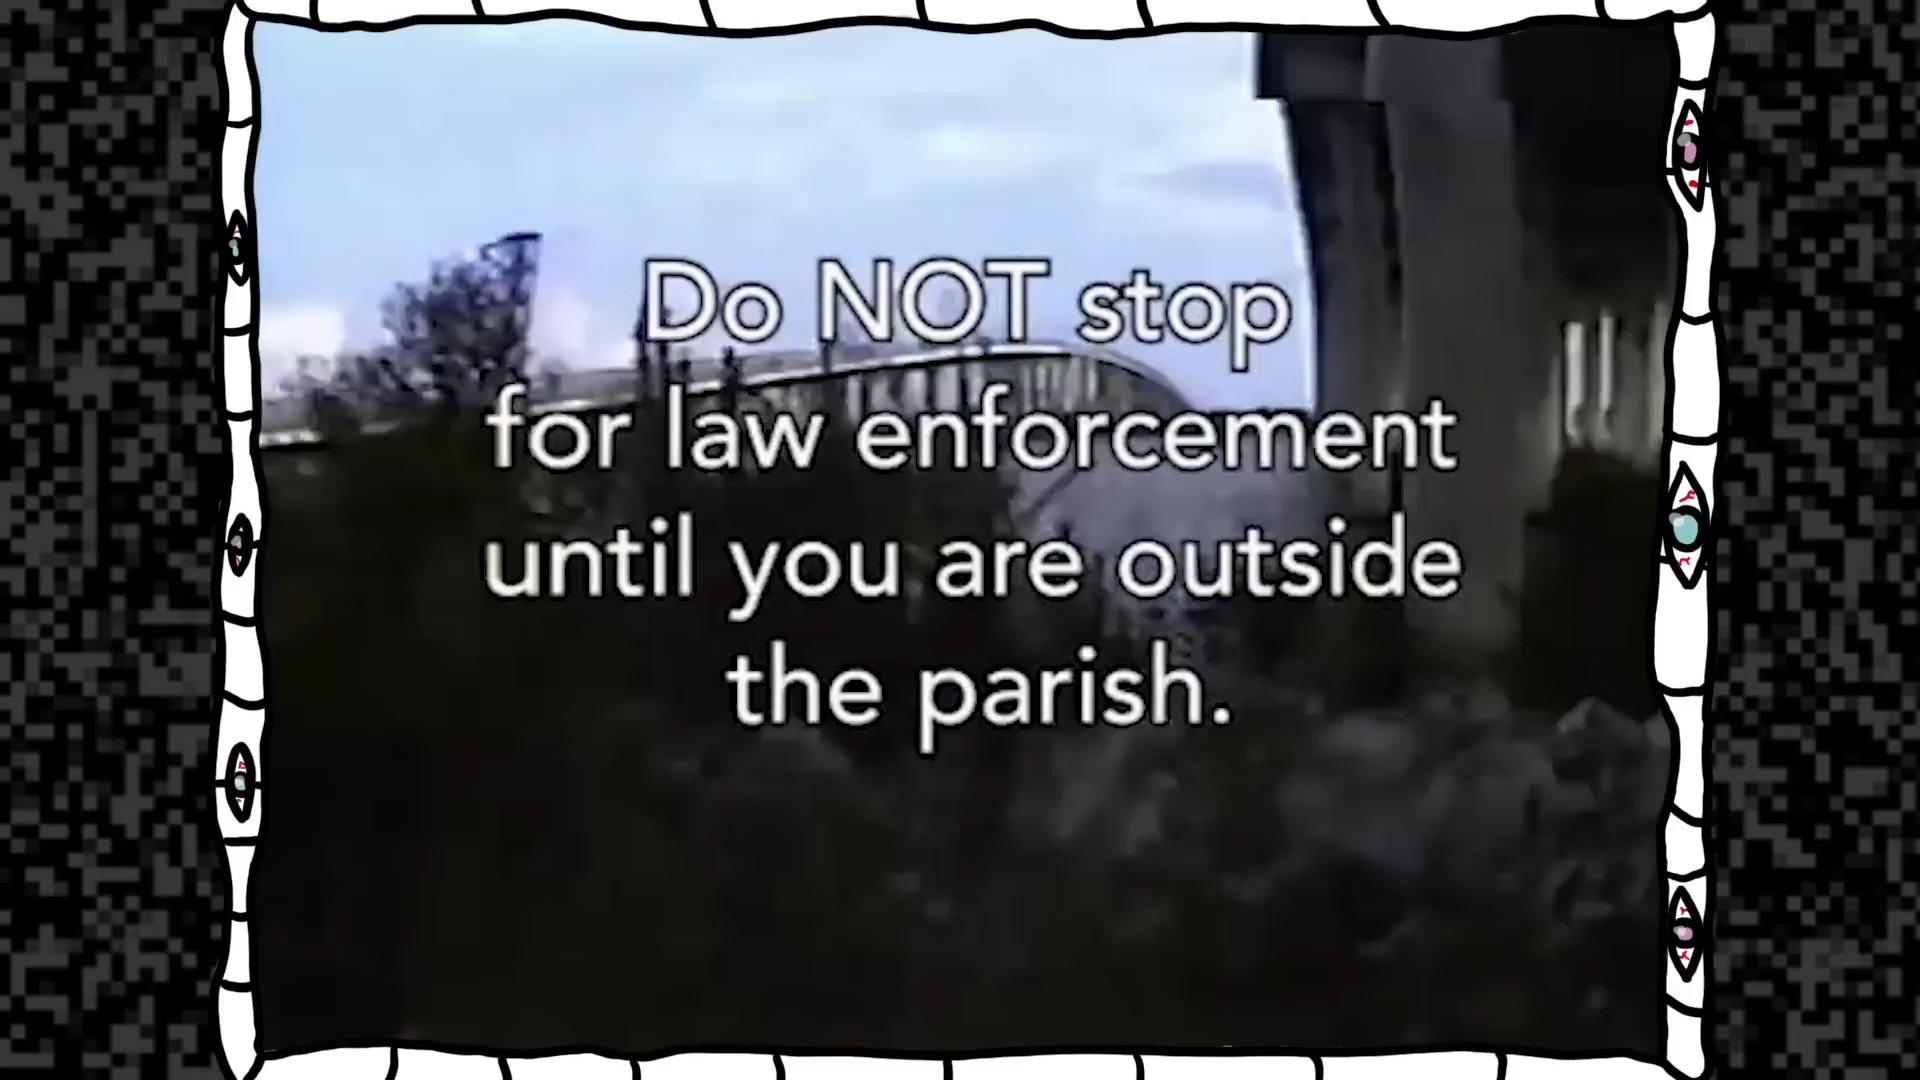 Do NOT stop
for law enforcement
until you are outside
the parish.